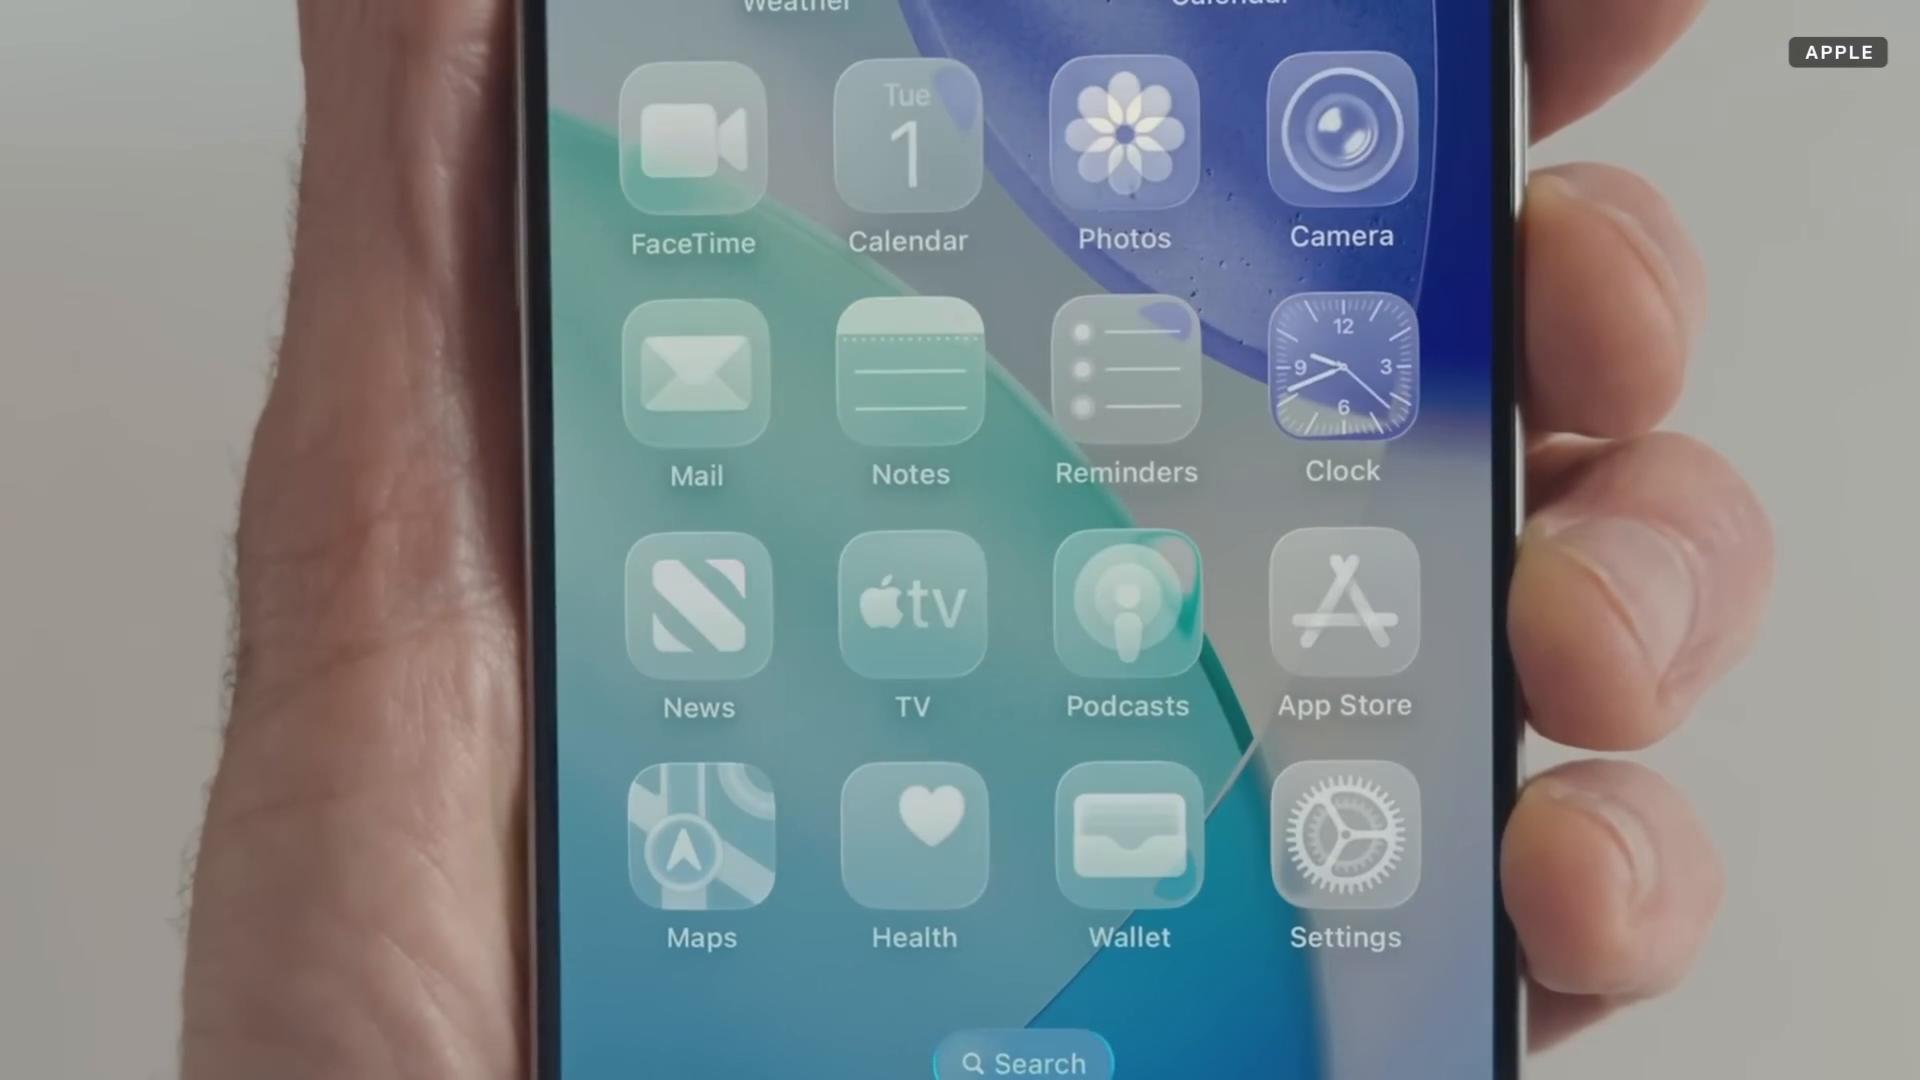 Weather Calendar
APPLE
Tue
1
FaceTime Calendar Photos Camera
12
9 3
6
Mail Notes Reminders Clock
tv
News TV Podcasts App Store
Maps Health Wallet Settings
Search